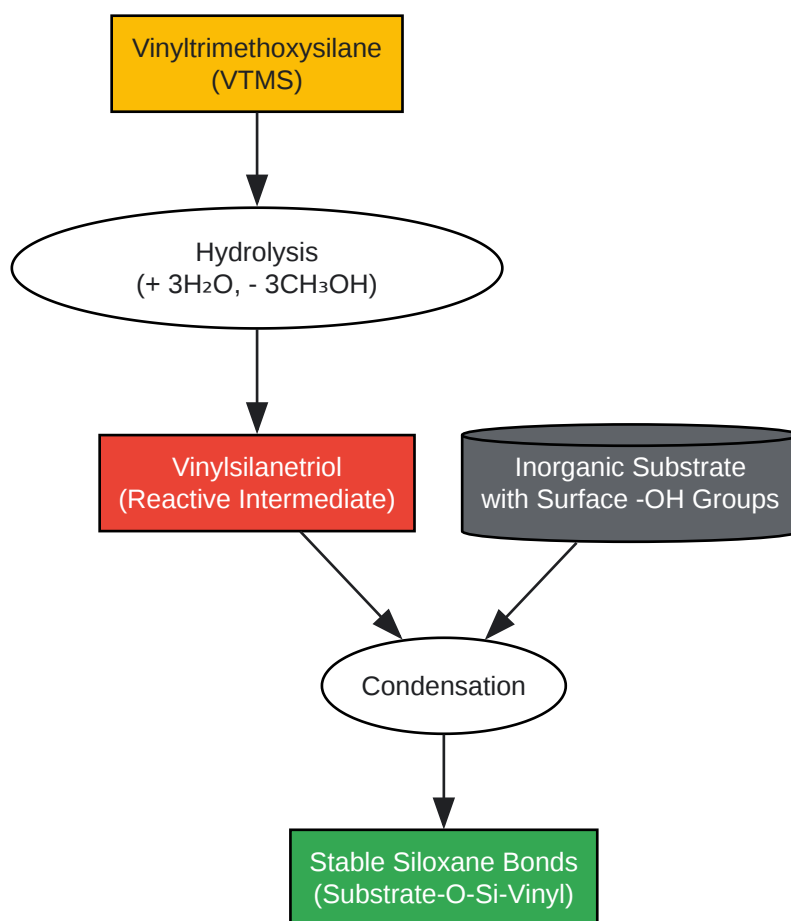 Vinyltrimethoxysilane
(VTMS)
Hydrolysis
(+ 3H₂O, - 3CH₃OH)
Vinylsilanetriol
(Reactive Intermediate)
Inorganic Substrate
with Surface -OH Groups
Condensation
Stable Siloxane Bonds
(Substrate-O-Si-Vinyl)